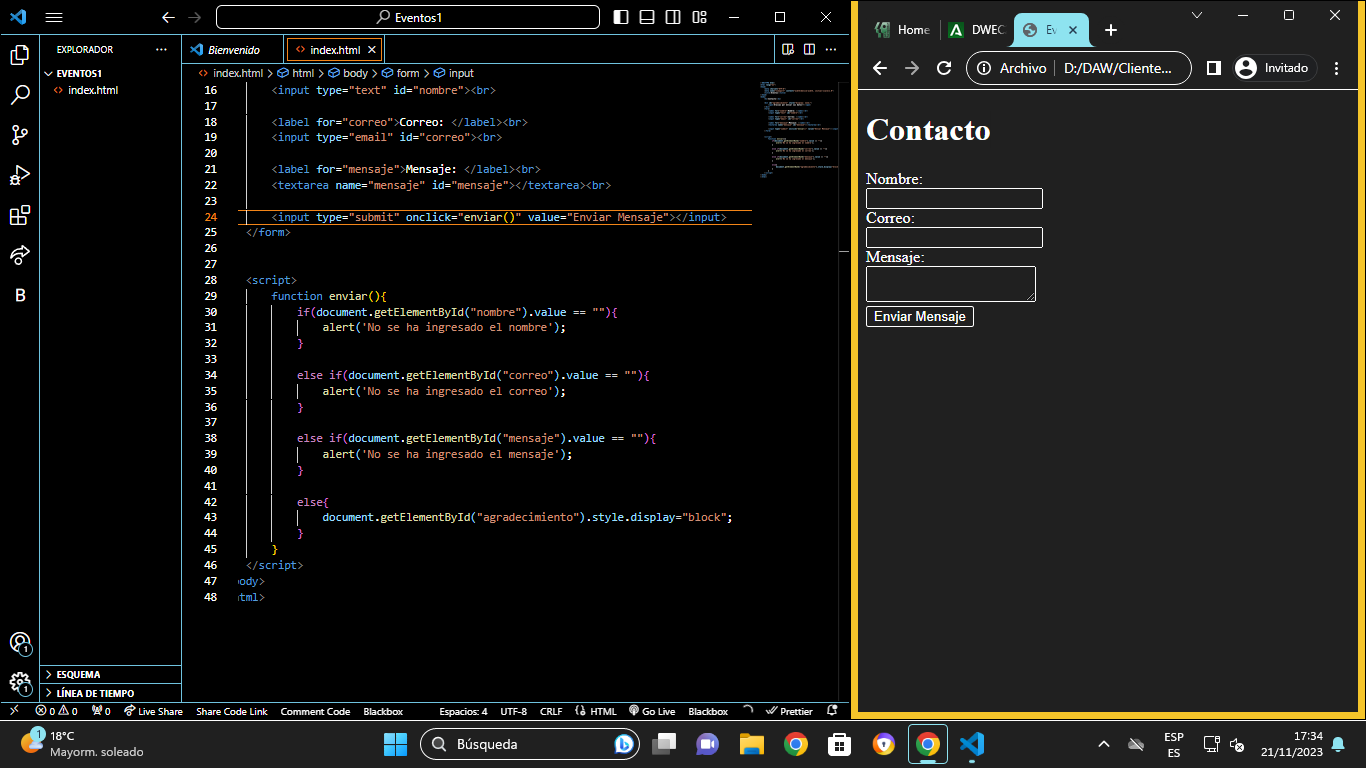 Eventos1
EXPLORADOR
Bienvenido
index.html
EVENTOS1
index.html
index.html > html > body > form > input
16 <input type="text" id="nombre"><br>
17
18 <label for="correo">Correo: </label><br>
19 <input type="email" id="correo"><br>
20
21 <label for="mensaje">Mensaje: </label><br>
22 <textarea name="mensaje" id="mensaje"></textarea><br>
23
24 <input type="submit" onclick="enviar()" value="Enviar Mensaje"></input>
25 </form>
26
27
28 <script>
29 function enviar(){
30 if(document.getElementById("nombre").value == ""){
31 alert('No se ha ingresado el nombre');
32 }
33
34 else if(document.getElementById("correo").value == ""){
35 alert('No se ha ingresado el correo');
36 }
37
38 else if(document.getElementById("mensaje").value == ""){
39 alert('No se ha ingresado el mensaje');
40 }
41
42 else{
43 document.getElementById("agradecimiento").style.display="block";
44 }
45 }
46 </script>
47 body>
48 html>
B
1
1
ESQUEMA
LÍNEA DE TIEMPO
0 0 0 Live Share Share Code Link Comment Code Blackbox Espacios: 4 UTF-8 CRLF {} HTML Go Live Blackbox Prettier
Home
DWEC
Ev
Archivo | D:/DAW/Cliente...
Invitado
Contacto
Nombre:
Correo:
Mensaje:
Enviar Mensaje
1
18°C
Mayorm. soleado
Búsqueda
ESP
ES
17:34
21/11/2023